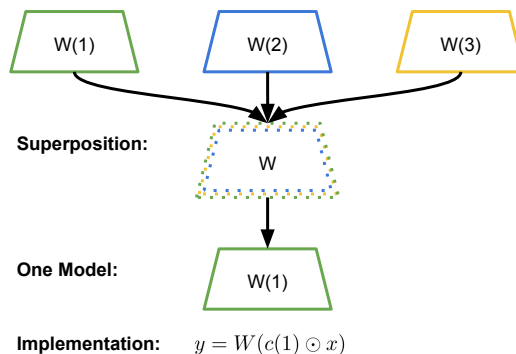 W(1) W(2) W(3)
Superposition:
W
One Model:
W(1)
Implementation: y = W(c(1) ⊙ x)